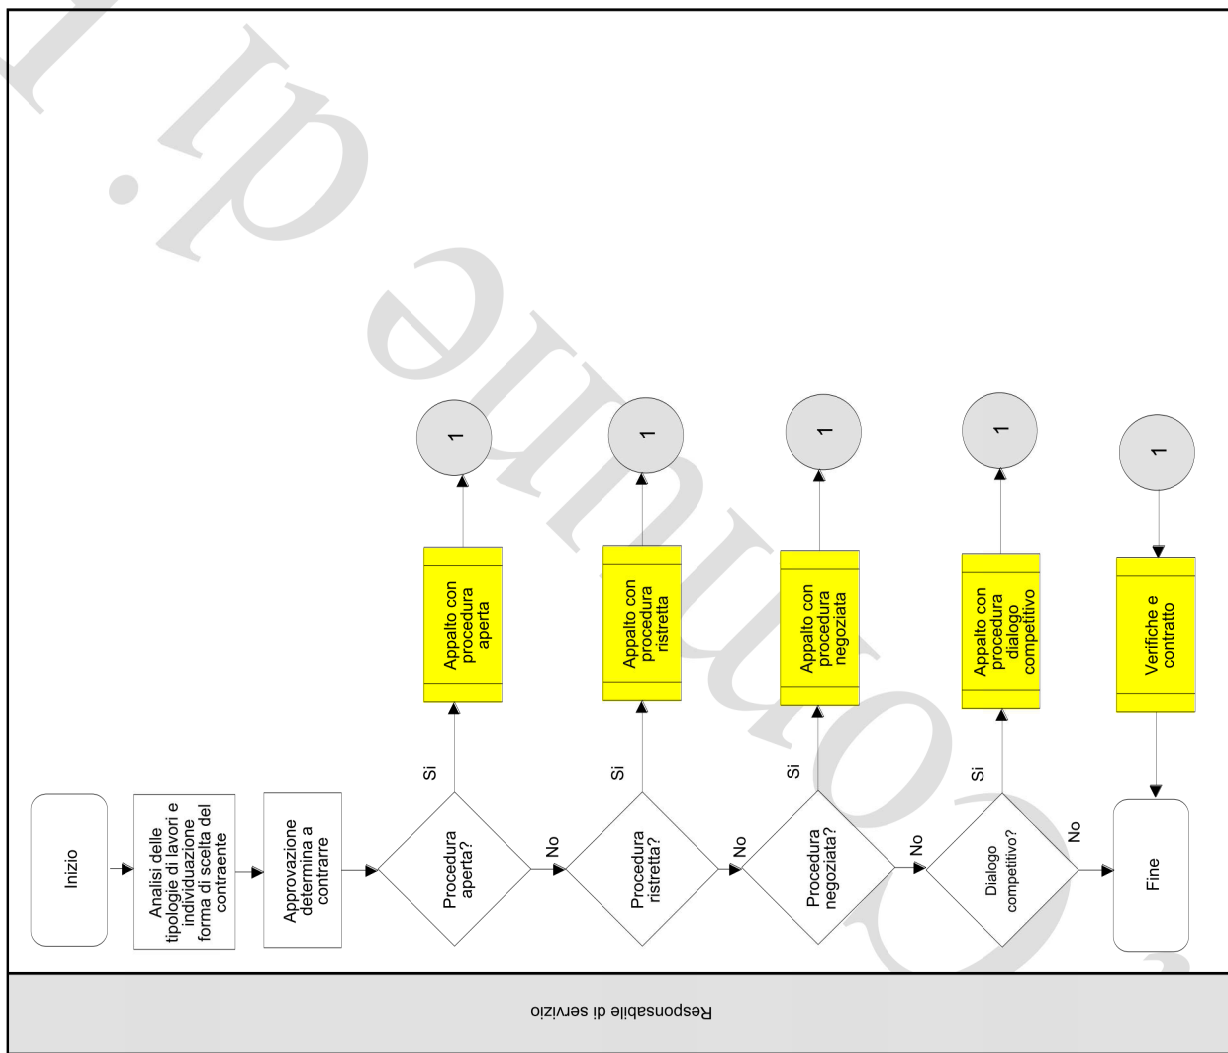 Inizio
Analisi delle
tipologie di lavori e
individuazione
forma di scelta del
contraente
Approvazione
determina a
contrarre
Procedura
aperta?
Si
No
Appalto con
procedura
aperta
1
Procedura
ristretta?
Si
No
Appalto con
procedura
ristretta
1
Procedura
negoziata?
Si
No
Appalto con
procedura
negoziata
1
Dialogo
competitivo?
Si
No
Appalto con
procedura
dialogo
competitivo
1
Fine
Verifiche e
contratto
1
Responsabile di servizio
Comune di